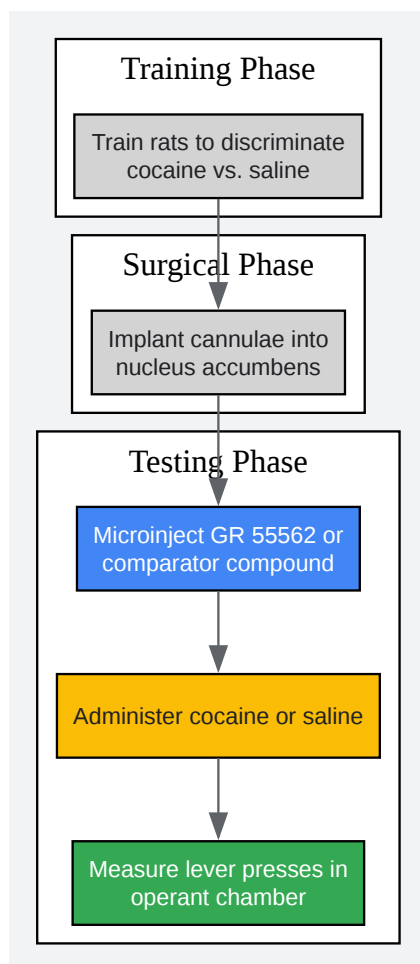 Training Phase
Train rats to discriminate
cocaine vs. saline
Surgical Phase
Implant cannulae into
nucleus accumbens
Testing Phase
Microinject GR 55562 or
comparator compound
Administer cocaine or saline
Measure lever presses in
operant chamber